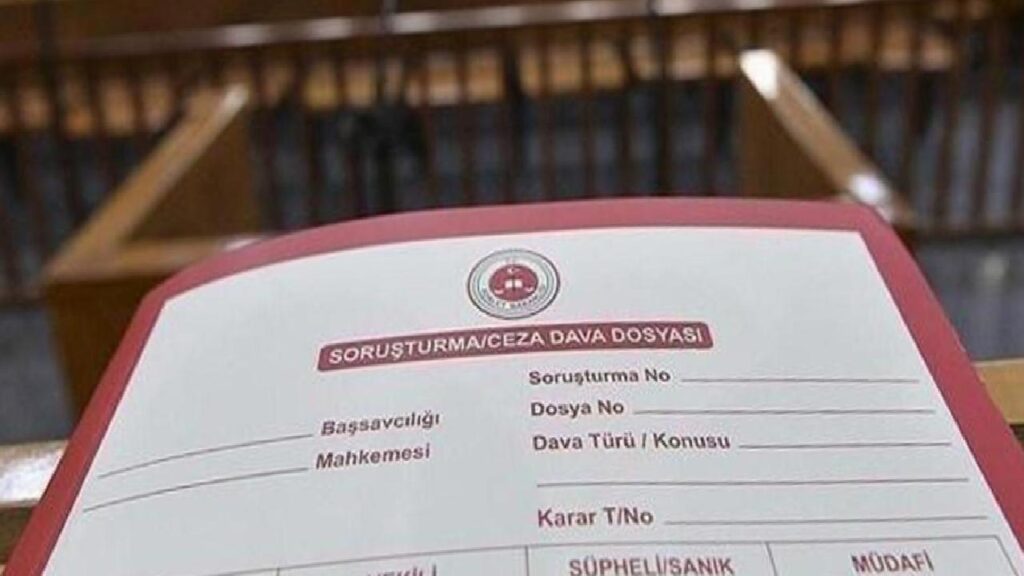 SORUŞTURMA/CEZA DAVA DOSYASI
Başsavcılığı
Mahkemesi
Soruşturma No
Dosya No
Dava Türü / Konusu
Karar T/No
ŞÜPHELİ/SANIK
MÜDAFİ